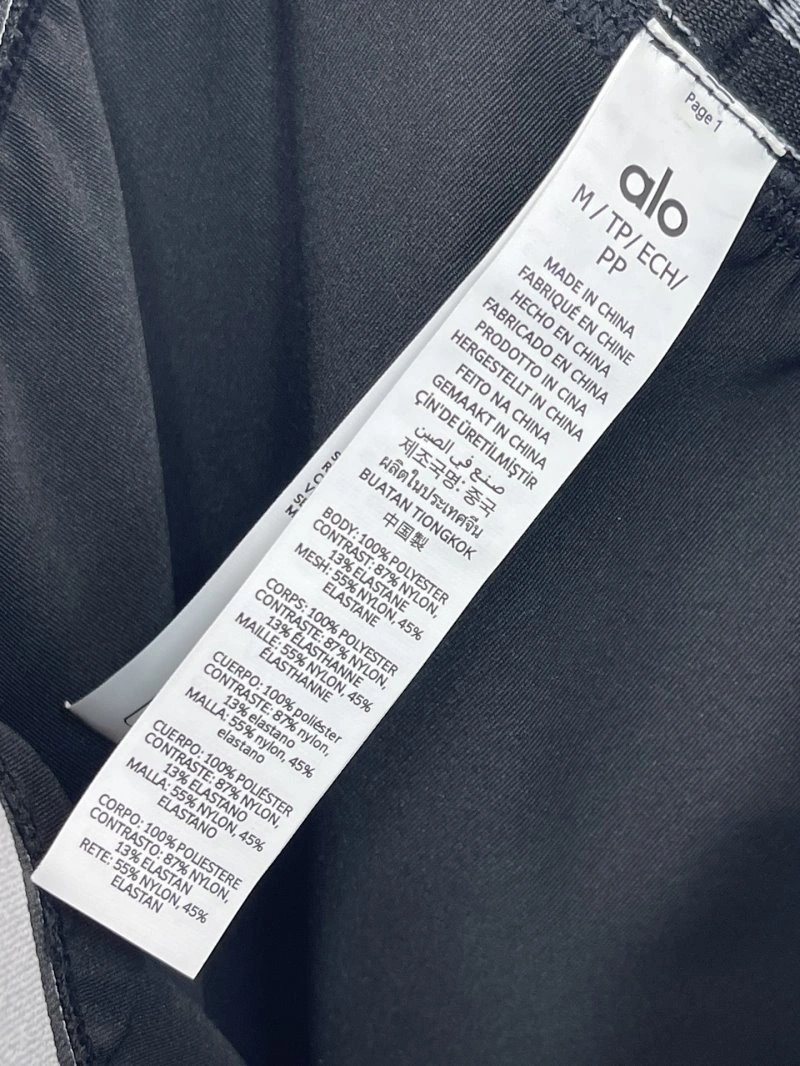 Page 1
alo
M / TP/ ECH/
PP
MADE IN CHINA
FABRIQUÉ EN CHINE
HECHO EN CHINA
FABRICADO EN CHINA
PRODOTTO IN CINA
HERGESTELLT IN CHINA
FEITO NA CHINA
GEMAAKT IN CHINA
ÇİN'DE ÜRETİLMİŞTİR
صنع في الصين
제조국명: 중국
ผลิตในประเทศจีน
BUATAN TIONGKOK
中国製
BODY: 100% POLYESTER
CONTRAST: 87% NYLON,
13% ELASTANE
MESH: 55% NYLON, 45%
ELASTANE
CORPS: 100% POLYESTER
CONTRASTE: 87% NYLON,
13% ÉLASTHANNE
MAILLE: 55% NYLON, 45%
ÉLASTHANNE
CUERPO: 100% poliéster
CONTRASTE: 87% nylon,
13% elastano
MALLA: 55% nylon, 45%
elastano
CUERPO: 100% POLIÉSTER
CONTRASTE: 87% NYLON,
13% ELASTANO
MALLA: 55% NYLON, 45%
ELASTANO
CORPO: 100% POLIESTERE
CONTRASTO: 87% NYLON,
13% ELASTAN
RETE: 55% NYLON, 45%
ELASTAN